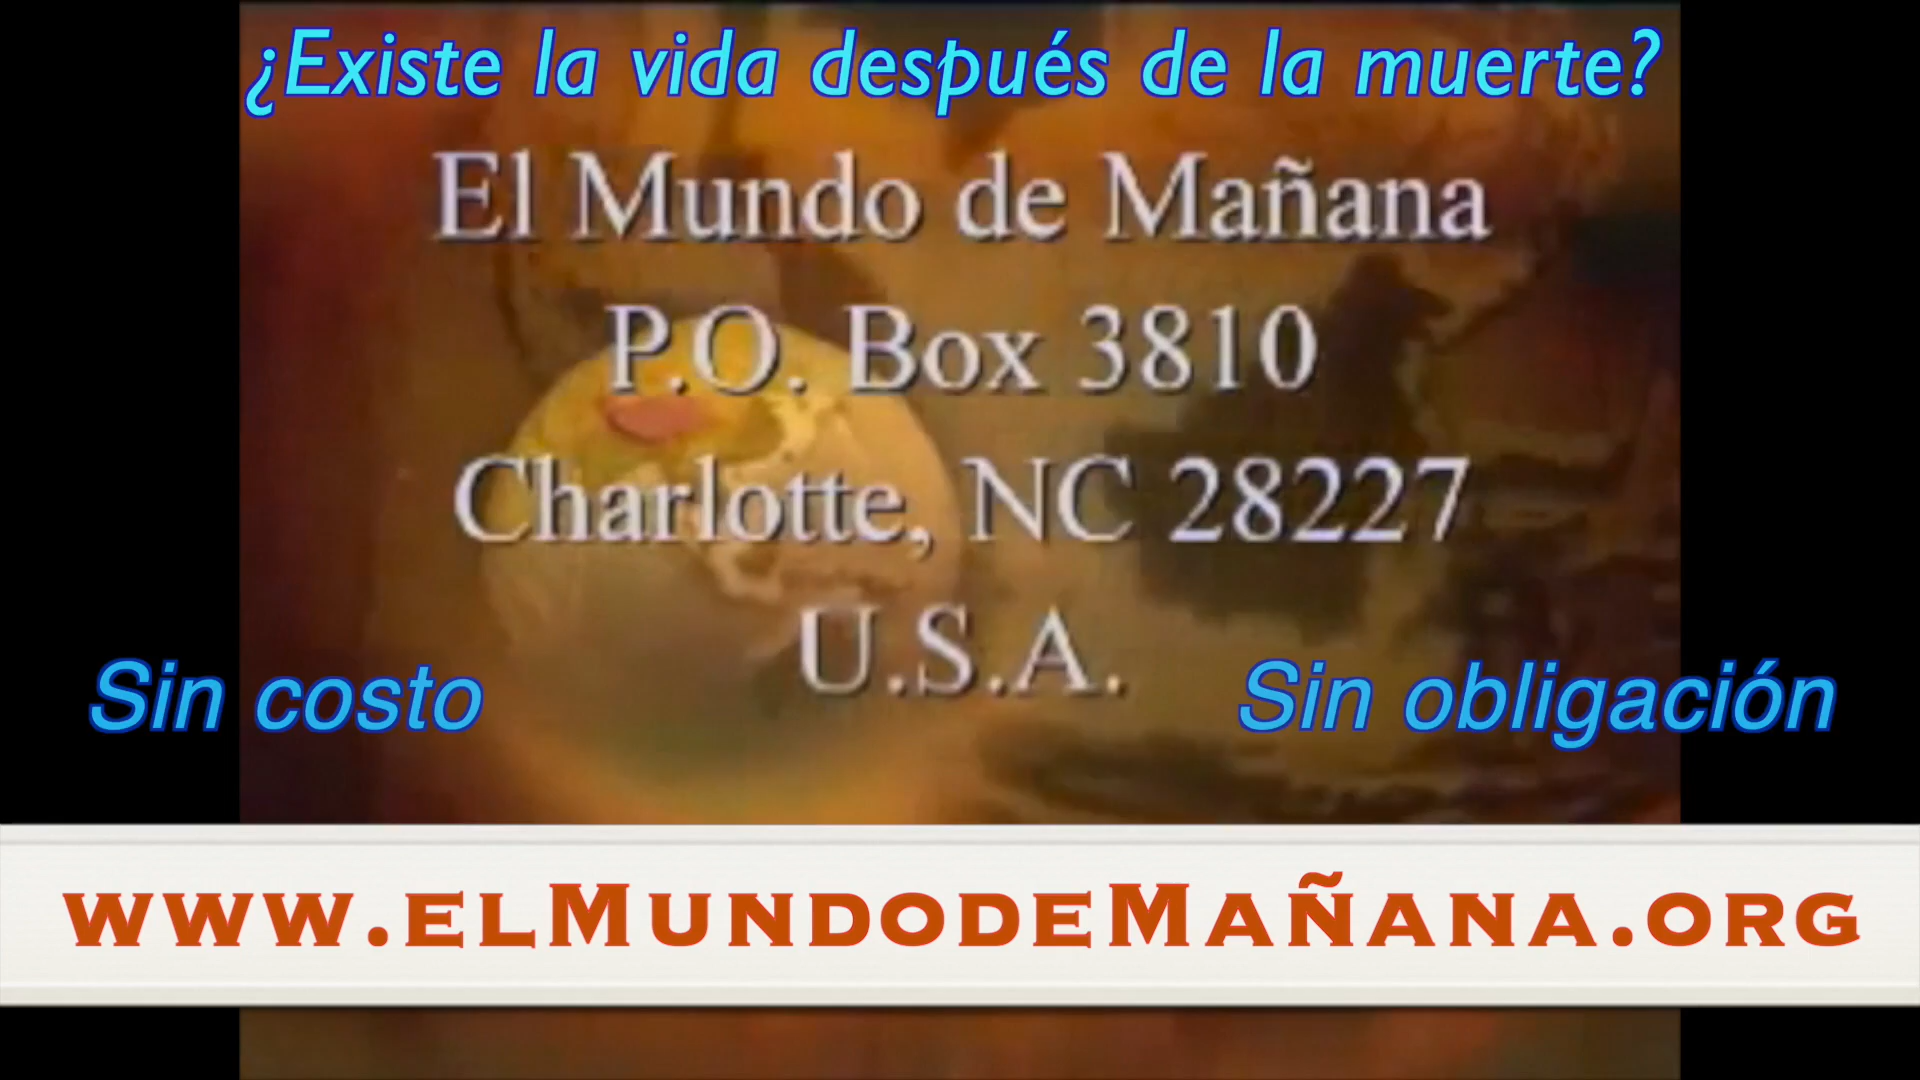 ¿Existe la vida después de la muerte?
El Mundo de Mañana
P.O. Box 3810
Charlotte, NC 28227
U.S.A.
Sin costo
Sin obligación
www.elMundodeMañana.org